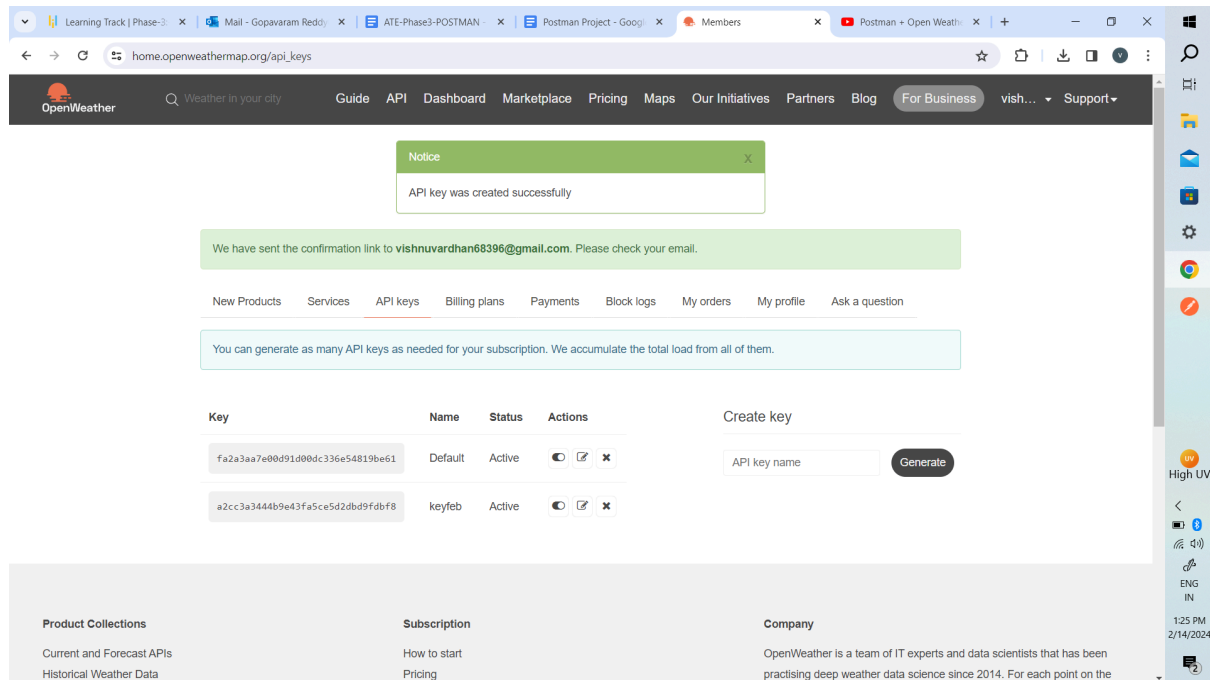 Learning Track | Phase-3:
Mail - Gopavaram Reddy
ATE-Phase3-POSTMAN -
Postman Project - Goog
Members
Postman + Open Weath
home.openweathermap.org/api_keys
v
OpenWeather
Weather in your city
Guide API Dashboard Marketplace Pricing Maps Our Initiatives Partners Blog For Business vish... Support
Notice x
API key was created successfully
We have sent the confirmation link to vishnuvardhan68396@gmail.com. Please check your email.
New Products Services API keys Billing plans Payments Block logs My orders My profile Ask a question
You can generate as many API keys as needed for your subscription. We accumulate the total load from all of them.
Key Name Status Actions
fa2a3aa7e00d91d00dc336e54819be61 Default Active
a2cc3a3444b9e43fa5ce5d2dbd9fdbf8 keyfeb Active
Create key
API key name Generate
Product Collections
Current and Forecast APIs
Historical Weather Data
Subscription
How to start
Pricing
Company
OpenWeather is a team of IT experts and data scientists that has been
practising deep weather data science since 2014. For each point on the
UV
High UV
ENG
IN
1:25 PM
2/14/2024
2